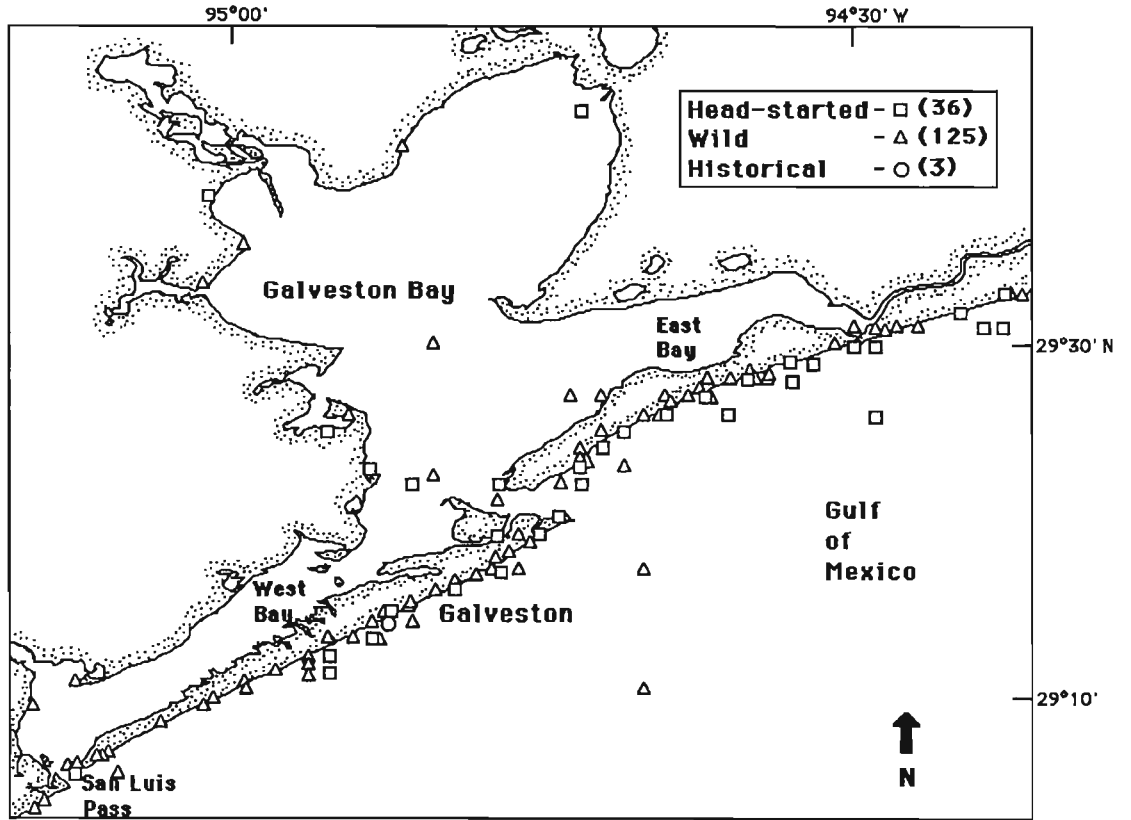 95°00'
94°30' W
Head-started - □ (36)
Wild - △ (125)
Historical - ○ (3)
Galveston Bay
East
Bay
29°30 N
Gulf
of
Mexico
West
Bay
Galveston
29°10'
N
San Luis
Pass